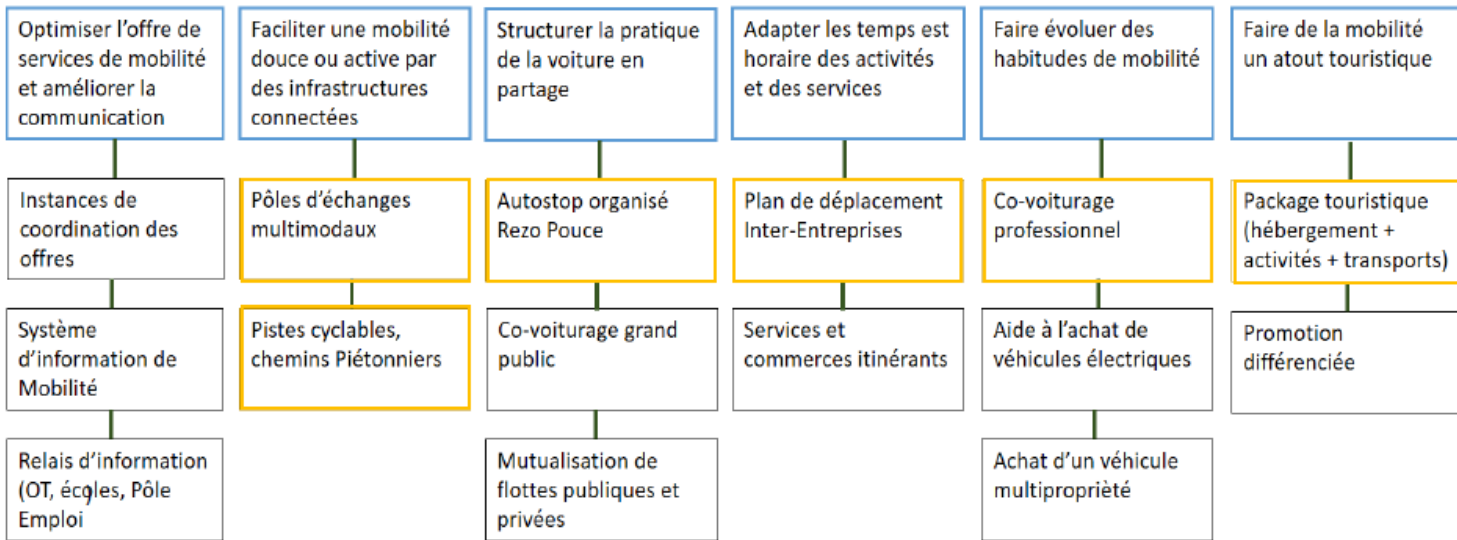 Optimiser l'offre de
services de mobilité
et améliorer la
communication
Faciliter une mobilité
douce ou active par
des infrastructures
connectées
Structurer la pratique
de la voiture en
partage
Adapter les temps est
horaire des activités
et des services
Faire évoluer des
habitudes de mobilité
Faire de la mobilité
un atout touristique
Instances de
coordination des
offres
Pôles d'échanges
multimodaux
Autostop organisé
Rezo Pouce
Plan de déplacement
Inter-Entreprises
Co-voiturage
professionnel
Package touristique
(hébergement +
activités + transports)
Système
d'information de
Mobilité
Pistes cyclables,
chemins Piétonniers
Co-voiturage grand
public
Services et
commerces itinérants
Aide à l'achat de
véhicules électriques
Promotion
différenciée
Relais d'information
(OT, écoles, Pôle
Emploi
Mutualisation de
flottes publiques et
privées
Achat d'un véhicule
multiproprièté